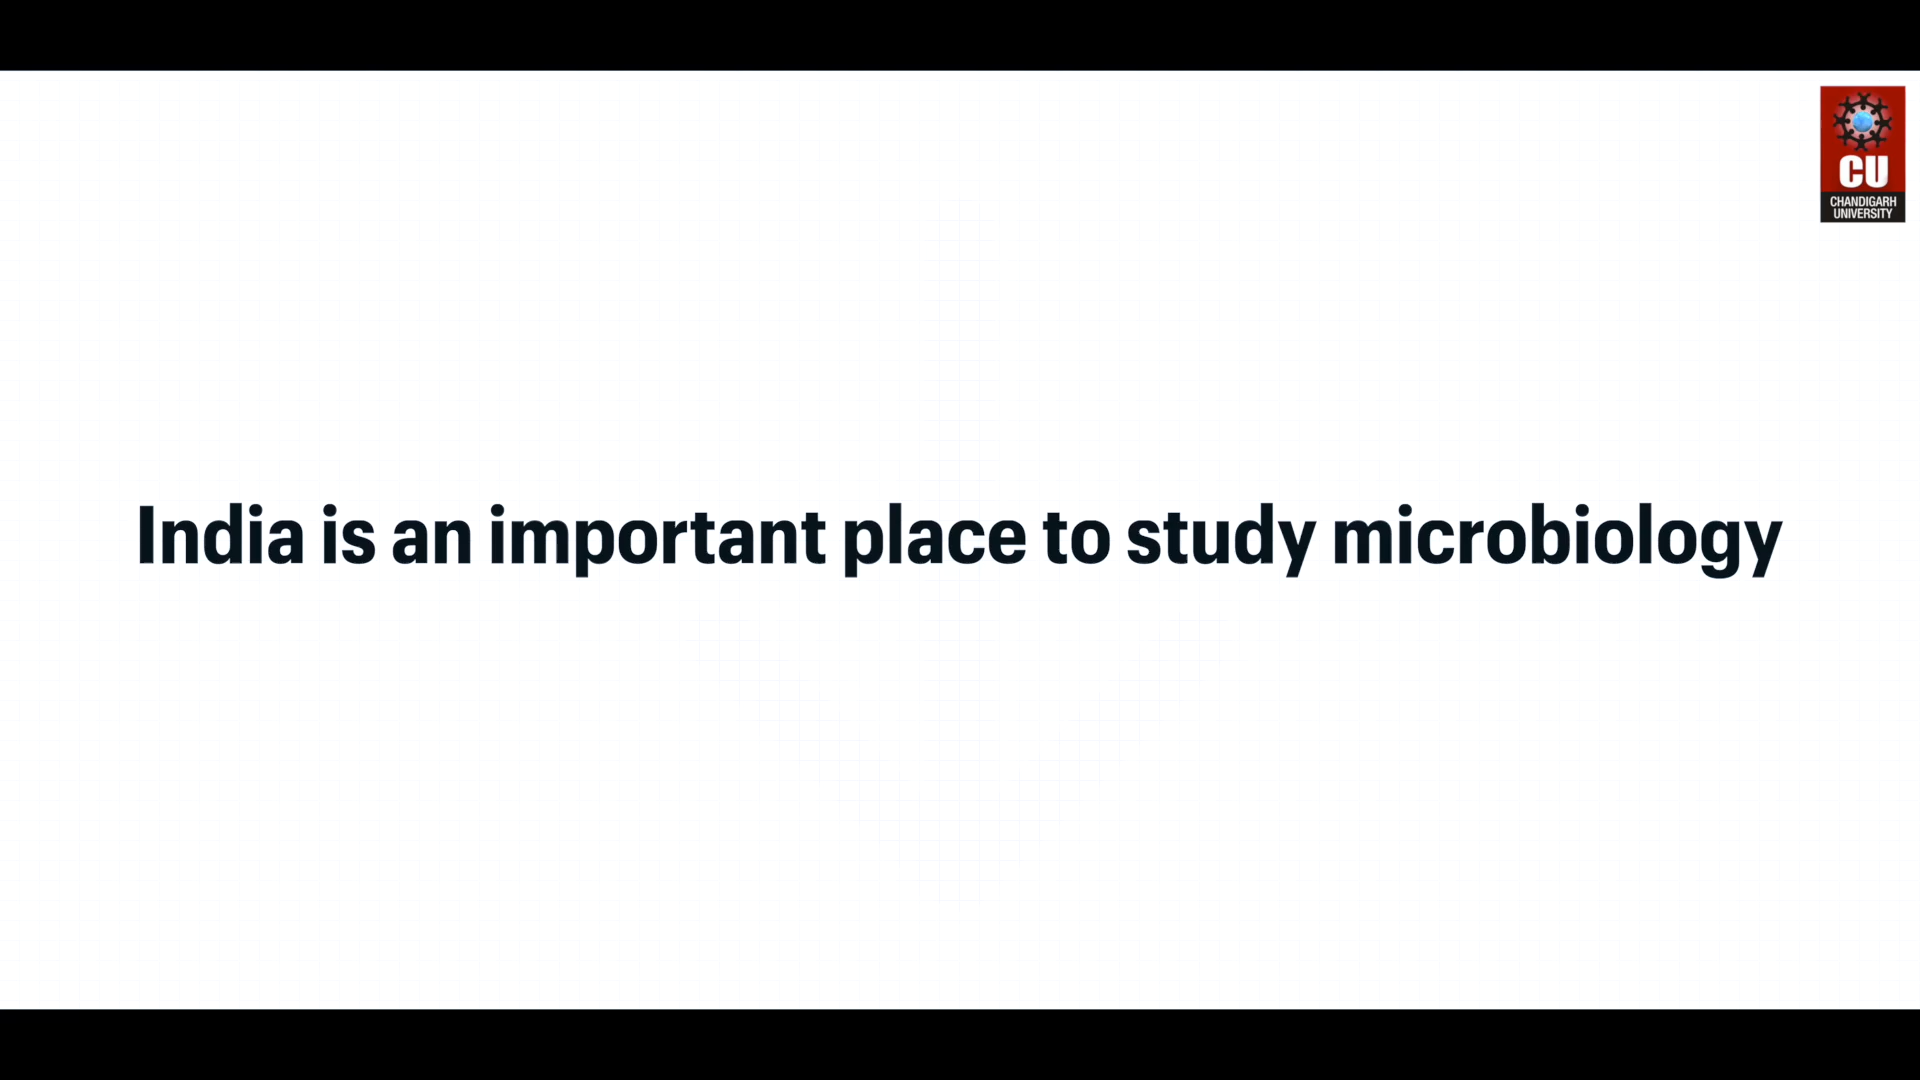 CU
CHANDIGARH
UNIVERSITY
India is an important place to study microbiology